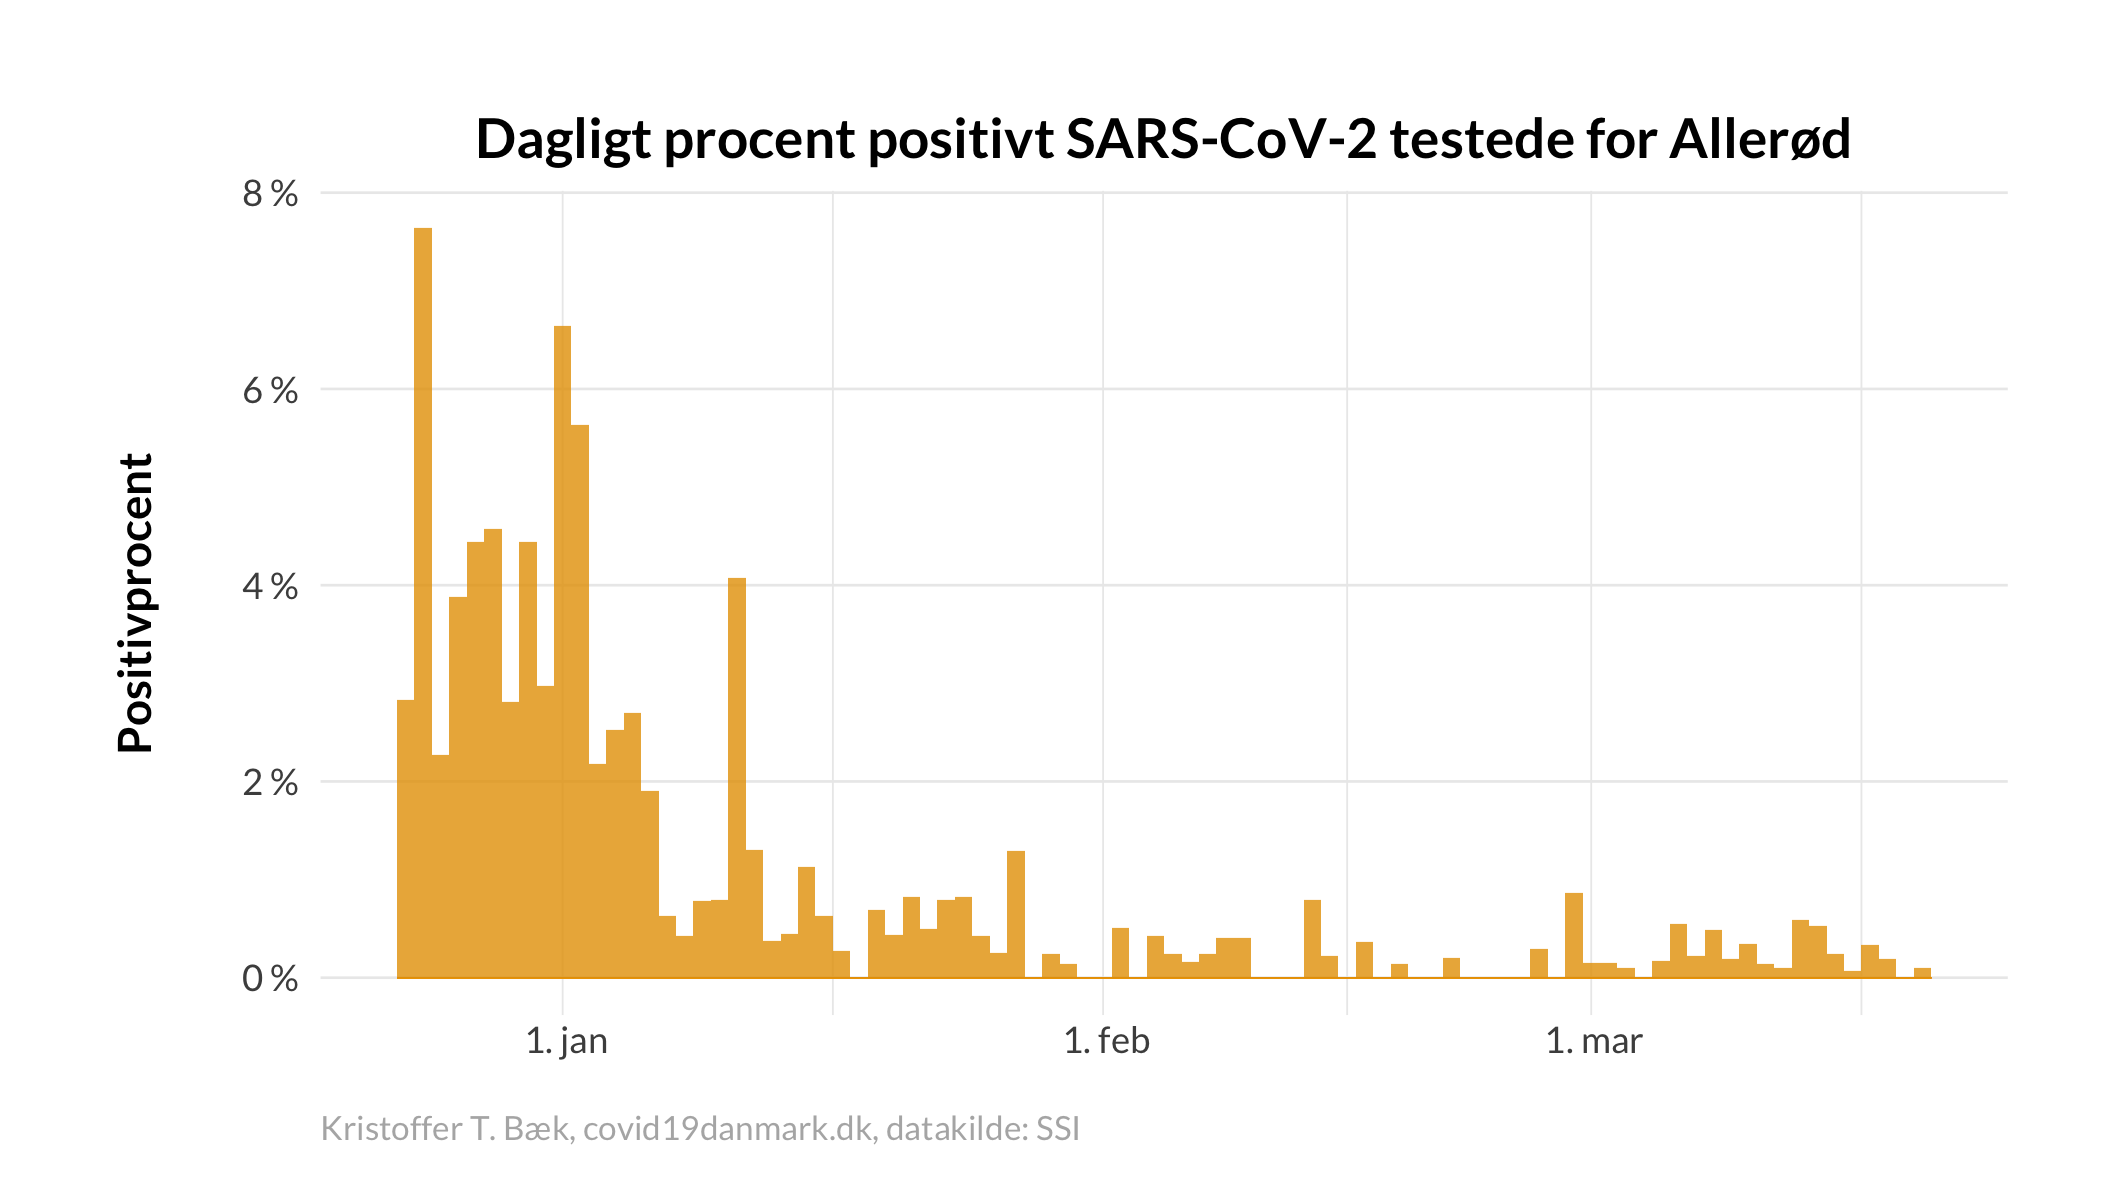 Dagligt procent positivt SARS-CoV-2 testede for Allerød
8 %
6 %
4 %
2 %
0 %
Positivprocent
1. jan
1. feb
1. mar
Kristoffer T. Bæk, covid19danmark.dk, datakilde: SSI